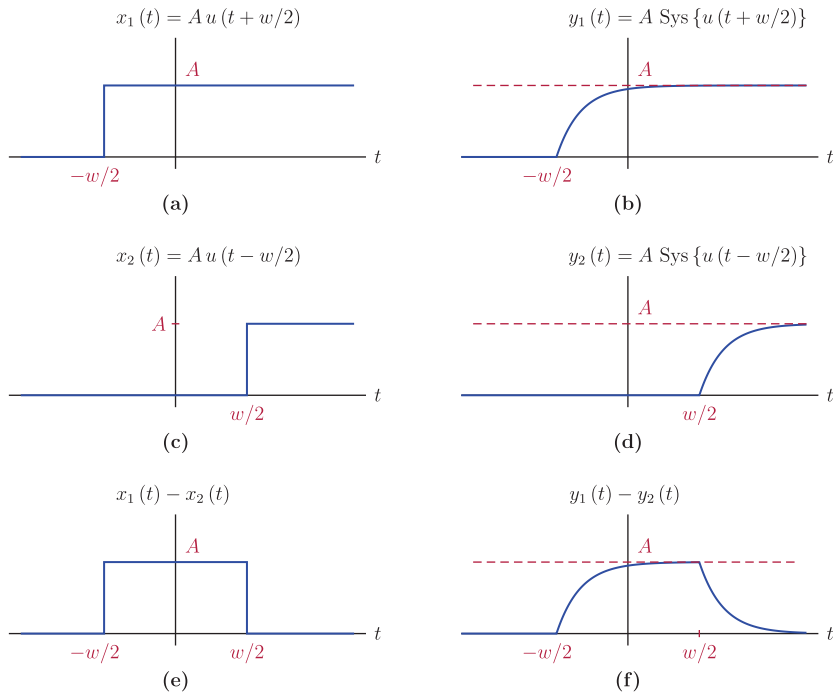 x₁ (t) = A u (t + w/2)
A
t
−w/2
(a)
y₁ (t) = A Sys {u (t + w/2)}
A
t
−w/2
(b)
x₂ (t) = A u (t − w/2)
A
t
w/2
(c)
y₂ (t) = A Sys {u (t − w/2)}
A
t
w/2
(d)
x₁ (t) − x₂ (t)
A
t
−w/2 w/2
(e)
y₁ (t) − y₂ (t)
A
t
−w/2 w/2
(f)